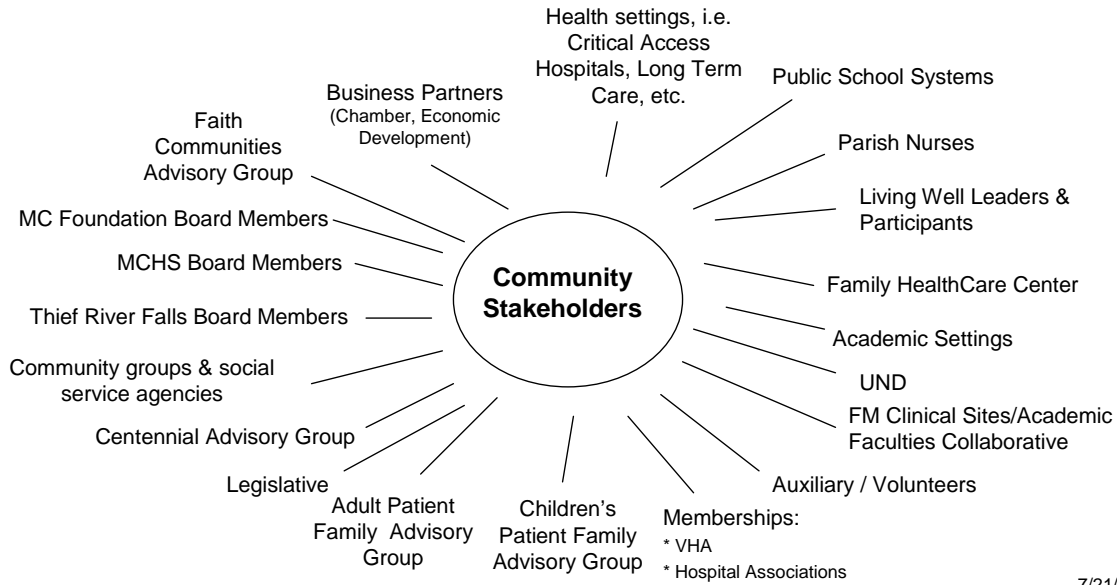 Health settings, i.e.
Critical Access
Hospitals, Long Term
Care, etc.
Public School Systems
Parish Nurses
Living Well Leaders &
Participants
Family HealthCare Center
Academic Settings
UND
FM Clinical Sites/Academic
Faculties Collaborative
Auxiliary / Volunteers
Memberships:
* VHA
* Hospital Associations
Children's
Patient Family
Advisory Group
Adult Patient
Family Advisory
Group
Legislative
Centennial Advisory Group
Community groups & social
service agencies
Thief River Falls Board Members
MCHS Board Members
MC Foundation Board Members
Faith
Communities
Advisory Group
Business Partners
(Chamber, Economic
Development)
Community
Stakeholders
7/21/